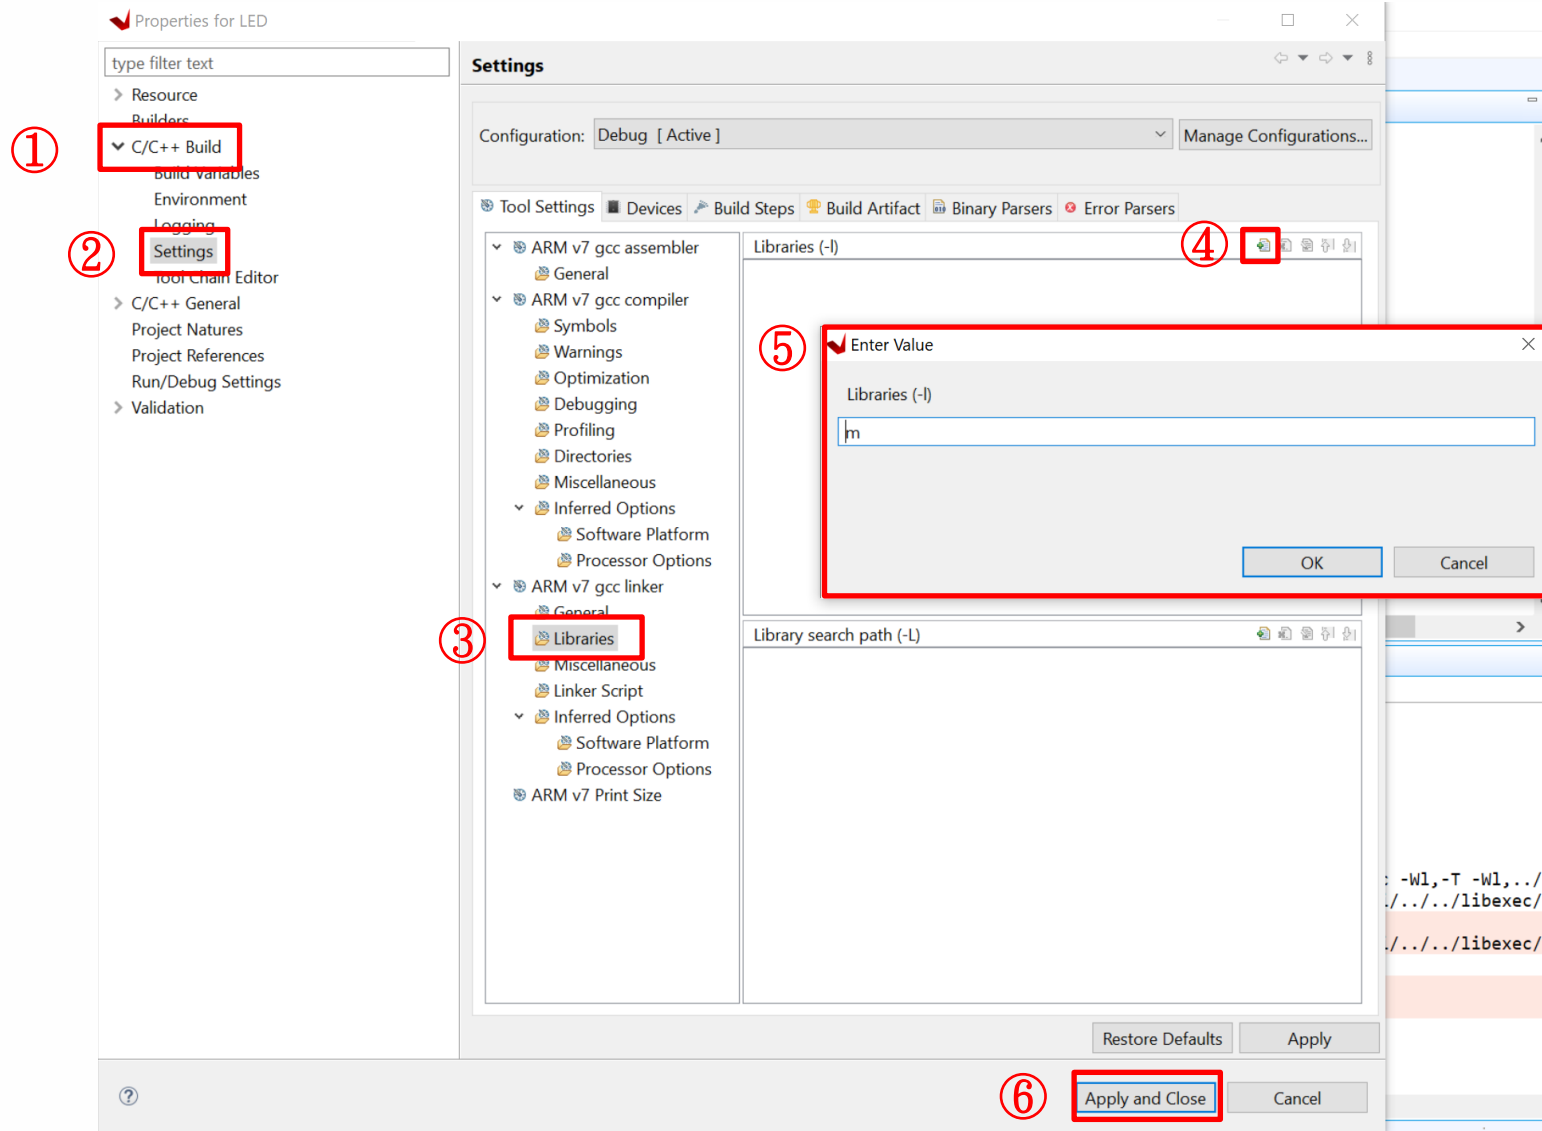 Properties for LED
type filter text
Resource
Builders
① C/C++ Build
Build Variables
Environment
Logging
② Settings
Tool Chain Editor
C/C++ General
Project Natures
Project References
Run/Debug Settings
Validation
Settings
Configuration: Debug [ Active ] Manage Configurations...
Tool Settings Devices Build Steps Build Artifact Binary Parsers Error Parsers
ARM v7 gcc assembler
General
ARM v7 gcc compiler
Symbols
Warnings
Optimization
Debugging
Profiling
Directories
Miscellaneous
Inferred Options
Software Platform
Processor Options
ARM v7 gcc linker
General
③ Libraries
Miscellaneous
Linker Script
Inferred Options
Software Platform
Processor Options
ARM v7 Print Size
Libraries (-l) ④
⑤ Enter Value
Libraries (-l)
m
OK Cancel
Library search path (-L)
-Wl,-T -Wl,../
/../../libexec/
/../../libexec/
Restore Defaults Apply
⑥ Apply and Close Cancel